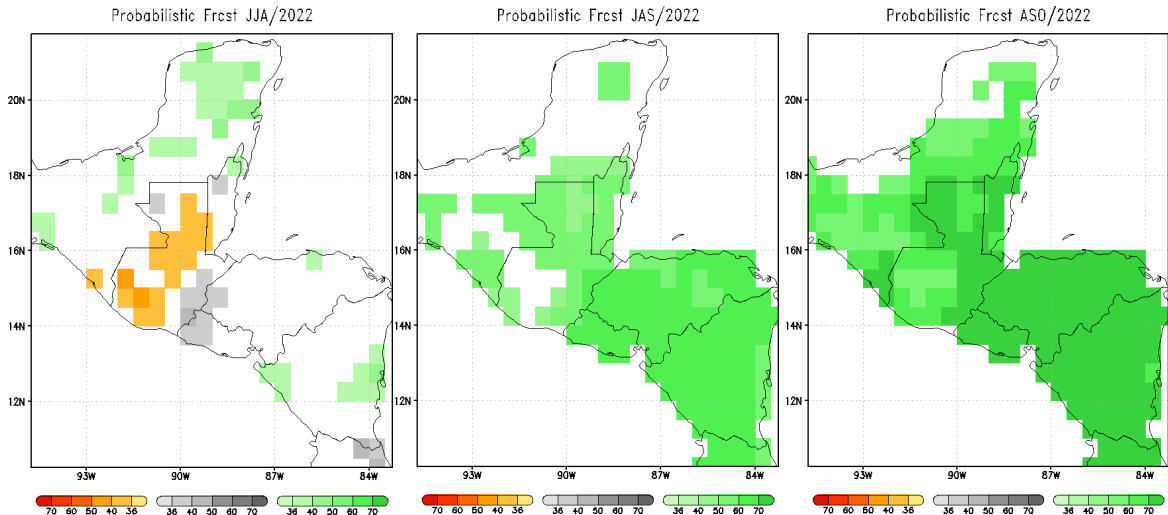 Probabilistic Frcst JJA/2022
Probabilistic Frcst JAS/2022
Probabilistic Frcst ASO/2022
20N
18N
16N
14N
12N
93W 90W 87W 84W
20N
18N
16N
14N
12N
93W 90W 87W 84W
20N
18N
16N
14N
12N
93W 90W 87W 84W
70 60 50 40 36
36 40 50 60 70
36 40 50 60 70
70 60 50 40 36
36 40 50 60 70
36 40 50 60 70
70 60 50 40 36
36 40 50 60 70
36 40 50 60 70